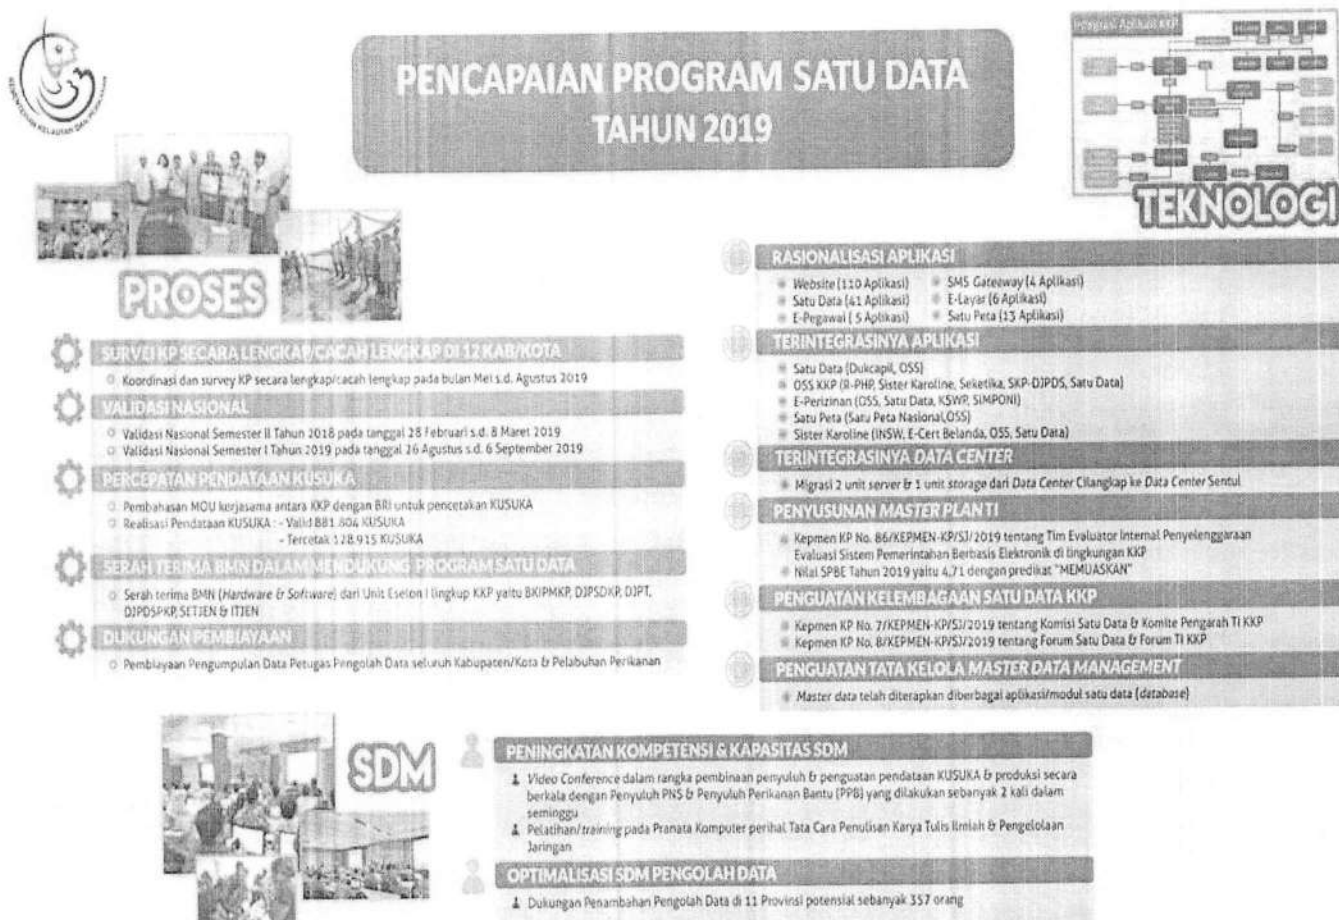 KEMENTERIAN KELAUTAN DAN PERIKANAN
PENCAPAIAN PROGRAM SATU DATA
TAHUN 2019
Integrasi Aplikasi KKP
TEKNOLOGI
PROSES
SURVEI KP SECARA LENGKAP/CACAH LENGKAP DI 12 KAB/KOTA
Koordinasi dan survey KP secara lengkap/cacah lengkap pada bulan Mei s.d. Agustus 2019
VALIDASI NASIONAL
Validasi Nasional Semester II Tahun 2018 pada tanggal 28 Februari s.d. 8 Maret 2019
Validasi Nasional Semester I Tahun 2019 pada tanggal 26 Agustus s.d. 6 September 2019
PERCEPATAN PENDATAAN KUSUKA
Pembahasan MOU kerjasama antara KKP dengan BRI untuk pencetakan KUSUKA
Realisasi Pendataan KUSUKA : - Valid 881.804 KUSUKA
- Tercetak 128.915 KUSUKA
SERAH TERIMA BMN DALAM MENDUKUNG PROGRAM SATU DATA
Serah terima BMN (Hardware & Software) dari Unit Eselon I lingkup KKP yaitu BKIPMKP, DJPSDKP, DJPT,
DJPDSPKP, SETJEN & ITJEN
DUKUNGAN PEMBIAYAAN
Pembiayaan Pengumpulan Data Petugas Pengolah Data seluruh Kabupaten/Kota & Pelabuhan Perikanan
RASIONALISASI APLIKASI
Website (110 Aplikasi)
Satu Data (41 Aplikasi)
E-Pegawai ( 5 Aplikasi)
SMS Gateeway (4 Aplikasi)
E-Layar (6 Aplikasi)
Satu Peta (13 Aplikasi)
TERINTEGRASINYA APLIKASI
Satu Data (Dukcapil, OSS)
OSS KKP (R-PHP, Sister Karoline, Seketika, SKP-DJPDS, Satu Data)
E-Perizinan (OSS, Satu Data, KSWP, SIMPONI)
Satu Peta (Satu Peta Nasional,OSS)
Sister Karoline (INSW, E-Cert Belanda, OSS, Satu Data)
TERINTEGRASINYA DATA CENTER
Migrasi 2 unit server & 1 unit storage dari Data Center Cilangkap ke Data Center Sentul
PENYUSUNAN MASTER PLAN TI
Kepmen KP No. 86/KEPMEN-KP/SJ/2019 tentang Tim Evaluator Internal Penyelenggaraan
Evaluasi Sistem Pemerintahan Berbasis Elektronik di lingkungan KKP
Nilai SPBE Tahun 2019 yaitu 4,71 dengan predikat "MEMUASKAN"
PENGUATAN KELEMBAGAAN SATU DATA KKP
Kepmen KP No. 7/KEPMEN-KP/SJ/2019 tentang Komisi Satu Data & Komite Pengarah TI KKP
Kepmen KP No. 8/KEPMEN-KP/SJ/2019 tentang Forum Satu Data & Forum TI KKP
PENGUATAN TATA KELOLA MASTER DATA MANAGEMENT
Master data telah diterapkan diberbagai aplikasi/modul satu data (database)
SDM
PENINGKATAN KOMPETENSI & KAPASITAS SDM
Video Conference dalam rangka pembinaan penyuluh & penguatan pendataan KUSUKA & produksi secara
berkala dengan Penyuluh PNS & Penyuluh Perikanan Bantu (PPB) yang dilakukan sebanyak 2 kali dalam
seminggu
Pelatihan/training pada Pranata Komputer perihal Tata Cara Penulisan Karya Tulis Ilmiah & Pengelolaan
Jaringan
OPTIMALISASI SDM PENGOLAH DATA
Dukungan Penambahan Pengolah Data di 11 Provinsi potensial sebanyak 357 orang